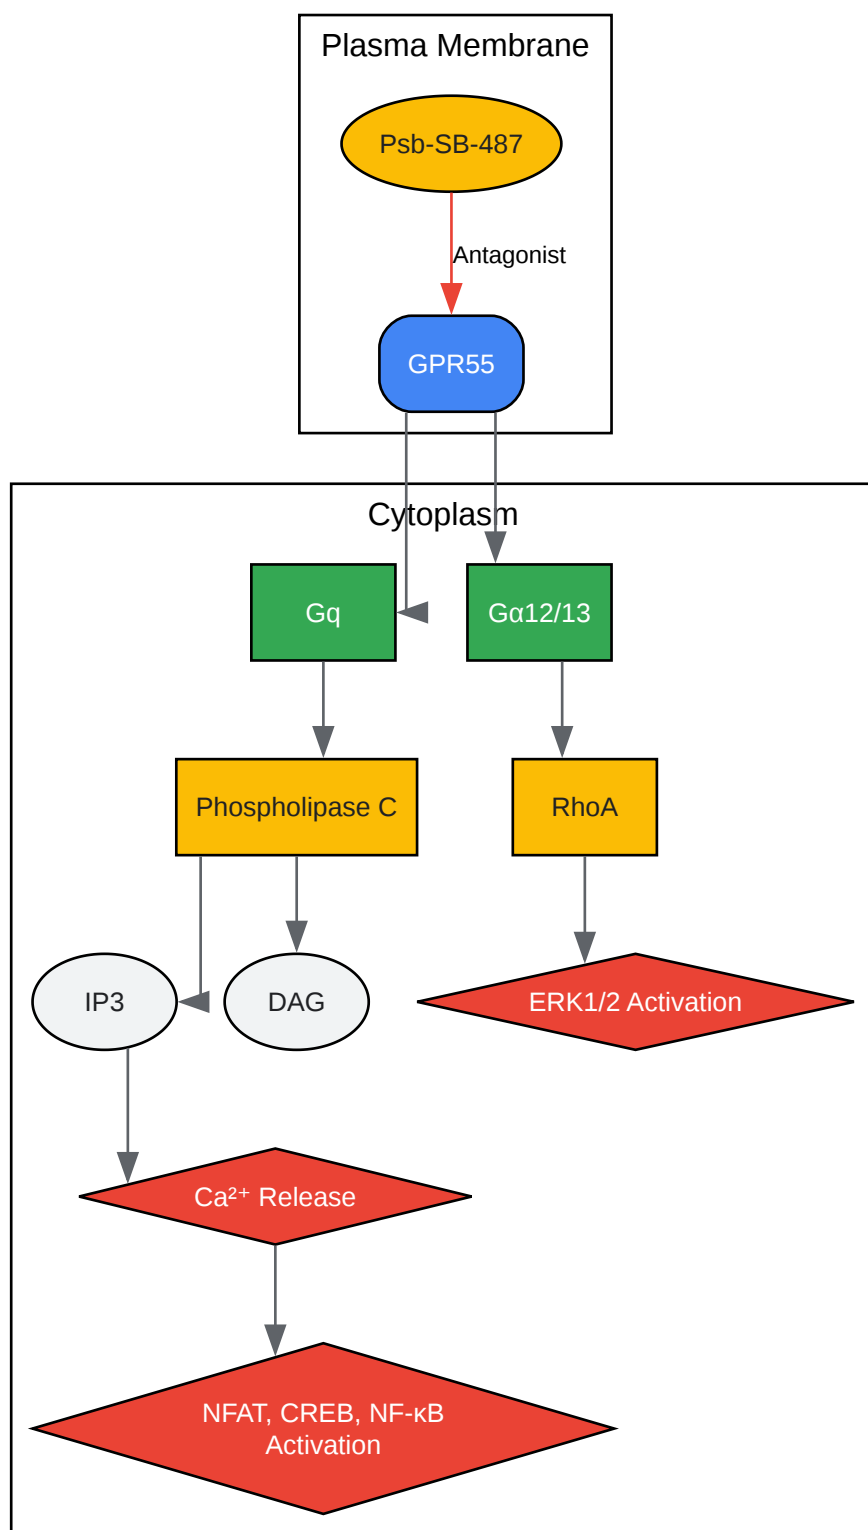 Plasma Membrane
Psb-SB-487
Antagonist
GPR55
Cytoplasm
Gq
Gα12/13
Phospholipase C
RhoA
IP3
DAG
ERK1/2 Activation
Ca²⁺ Release
NFAT, CREB, NF-κB
Activation